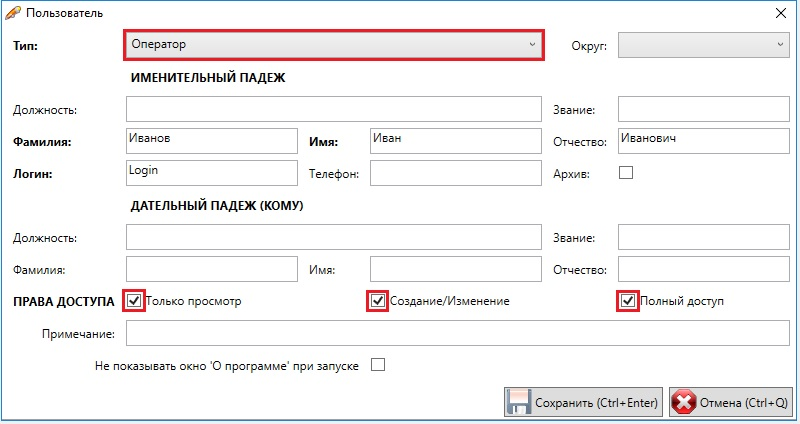 Пользователь
Тип: Оператор Округ:
ИМЕНИТЕЛЬНЫЙ ПАДЕЖ
Должность: Звание:
Фамилия: Иванов Имя: Иван Отчество: Иванович
Логин: Login Телефон: Архив:
ДАТЕЛЬНЫЙ ПАДЕЖ (КОМУ)
Должность: Звание:
Фамилия: Имя: Отчество:
ПРАВА ДОСТУПА Только просмотр Создание/Изменение Полный доступ
Примечание:
Не показывать окно 'О программе' при запуске
Сохранить (Ctrl+Enter) Отмена (Ctrl+Q)